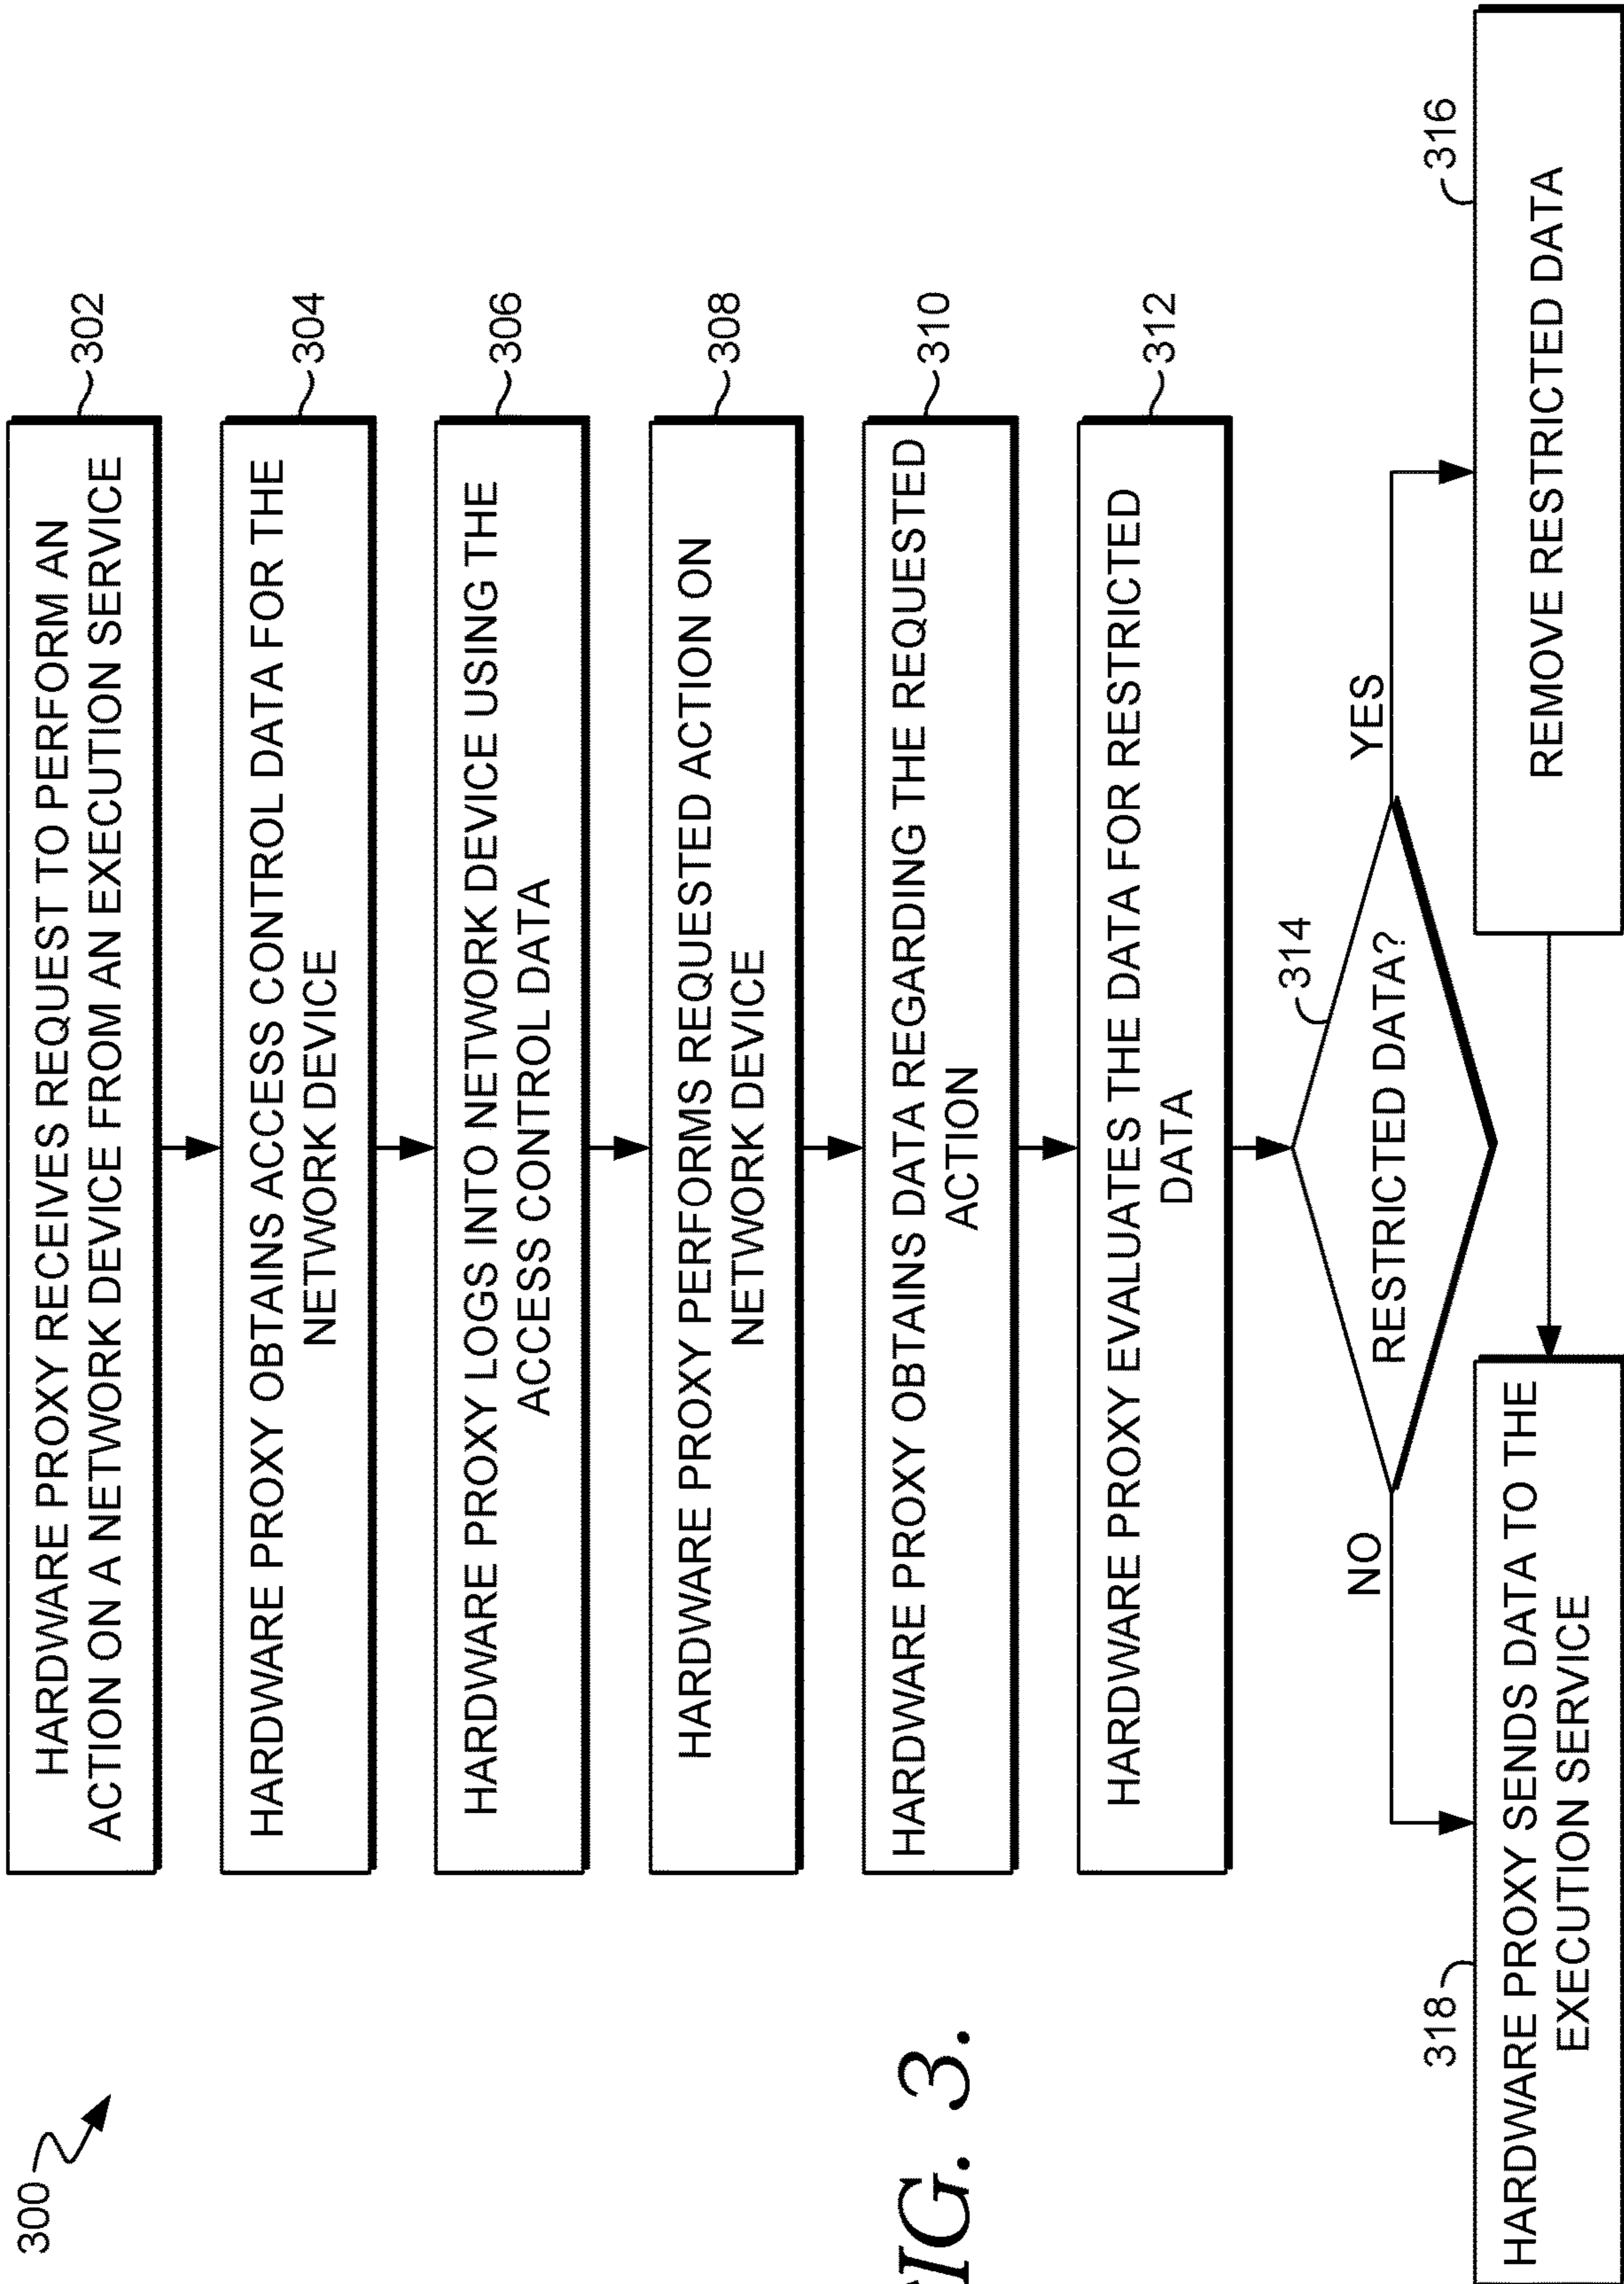 300
HARDWARE PROXY RECEIVES REQUEST TO PERFORM AN
ACTION ON A NETWORK DEVICE FROM AN EXECUTION SERVICE
302
HARDWARE PROXY OBTAINS ACCESS CONTROL DATA FOR THE
NETWORK DEVICE
304
HARDWARE PROXY LOGS INTO NETWORK DEVICE USING THE
ACCESS CONTROL DATA
306
HARDWARE PROXY PERFORMS REQUESTED ACTION ON
NETWORK DEVICE
308
HARDWARE PROXY OBTAINS DATA REGARDING THE REQUESTED
ACTION
310
HARDWARE PROXY EVALUATES THE DATA FOR RESTRICTED
DATA
312
314
RESTRICTED DATA?
NO
YES
318
HARDWARE PROXY SENDS DATA TO THE
EXECUTION SERVICE
316
REMOVE RESTRICTED DATA
3.